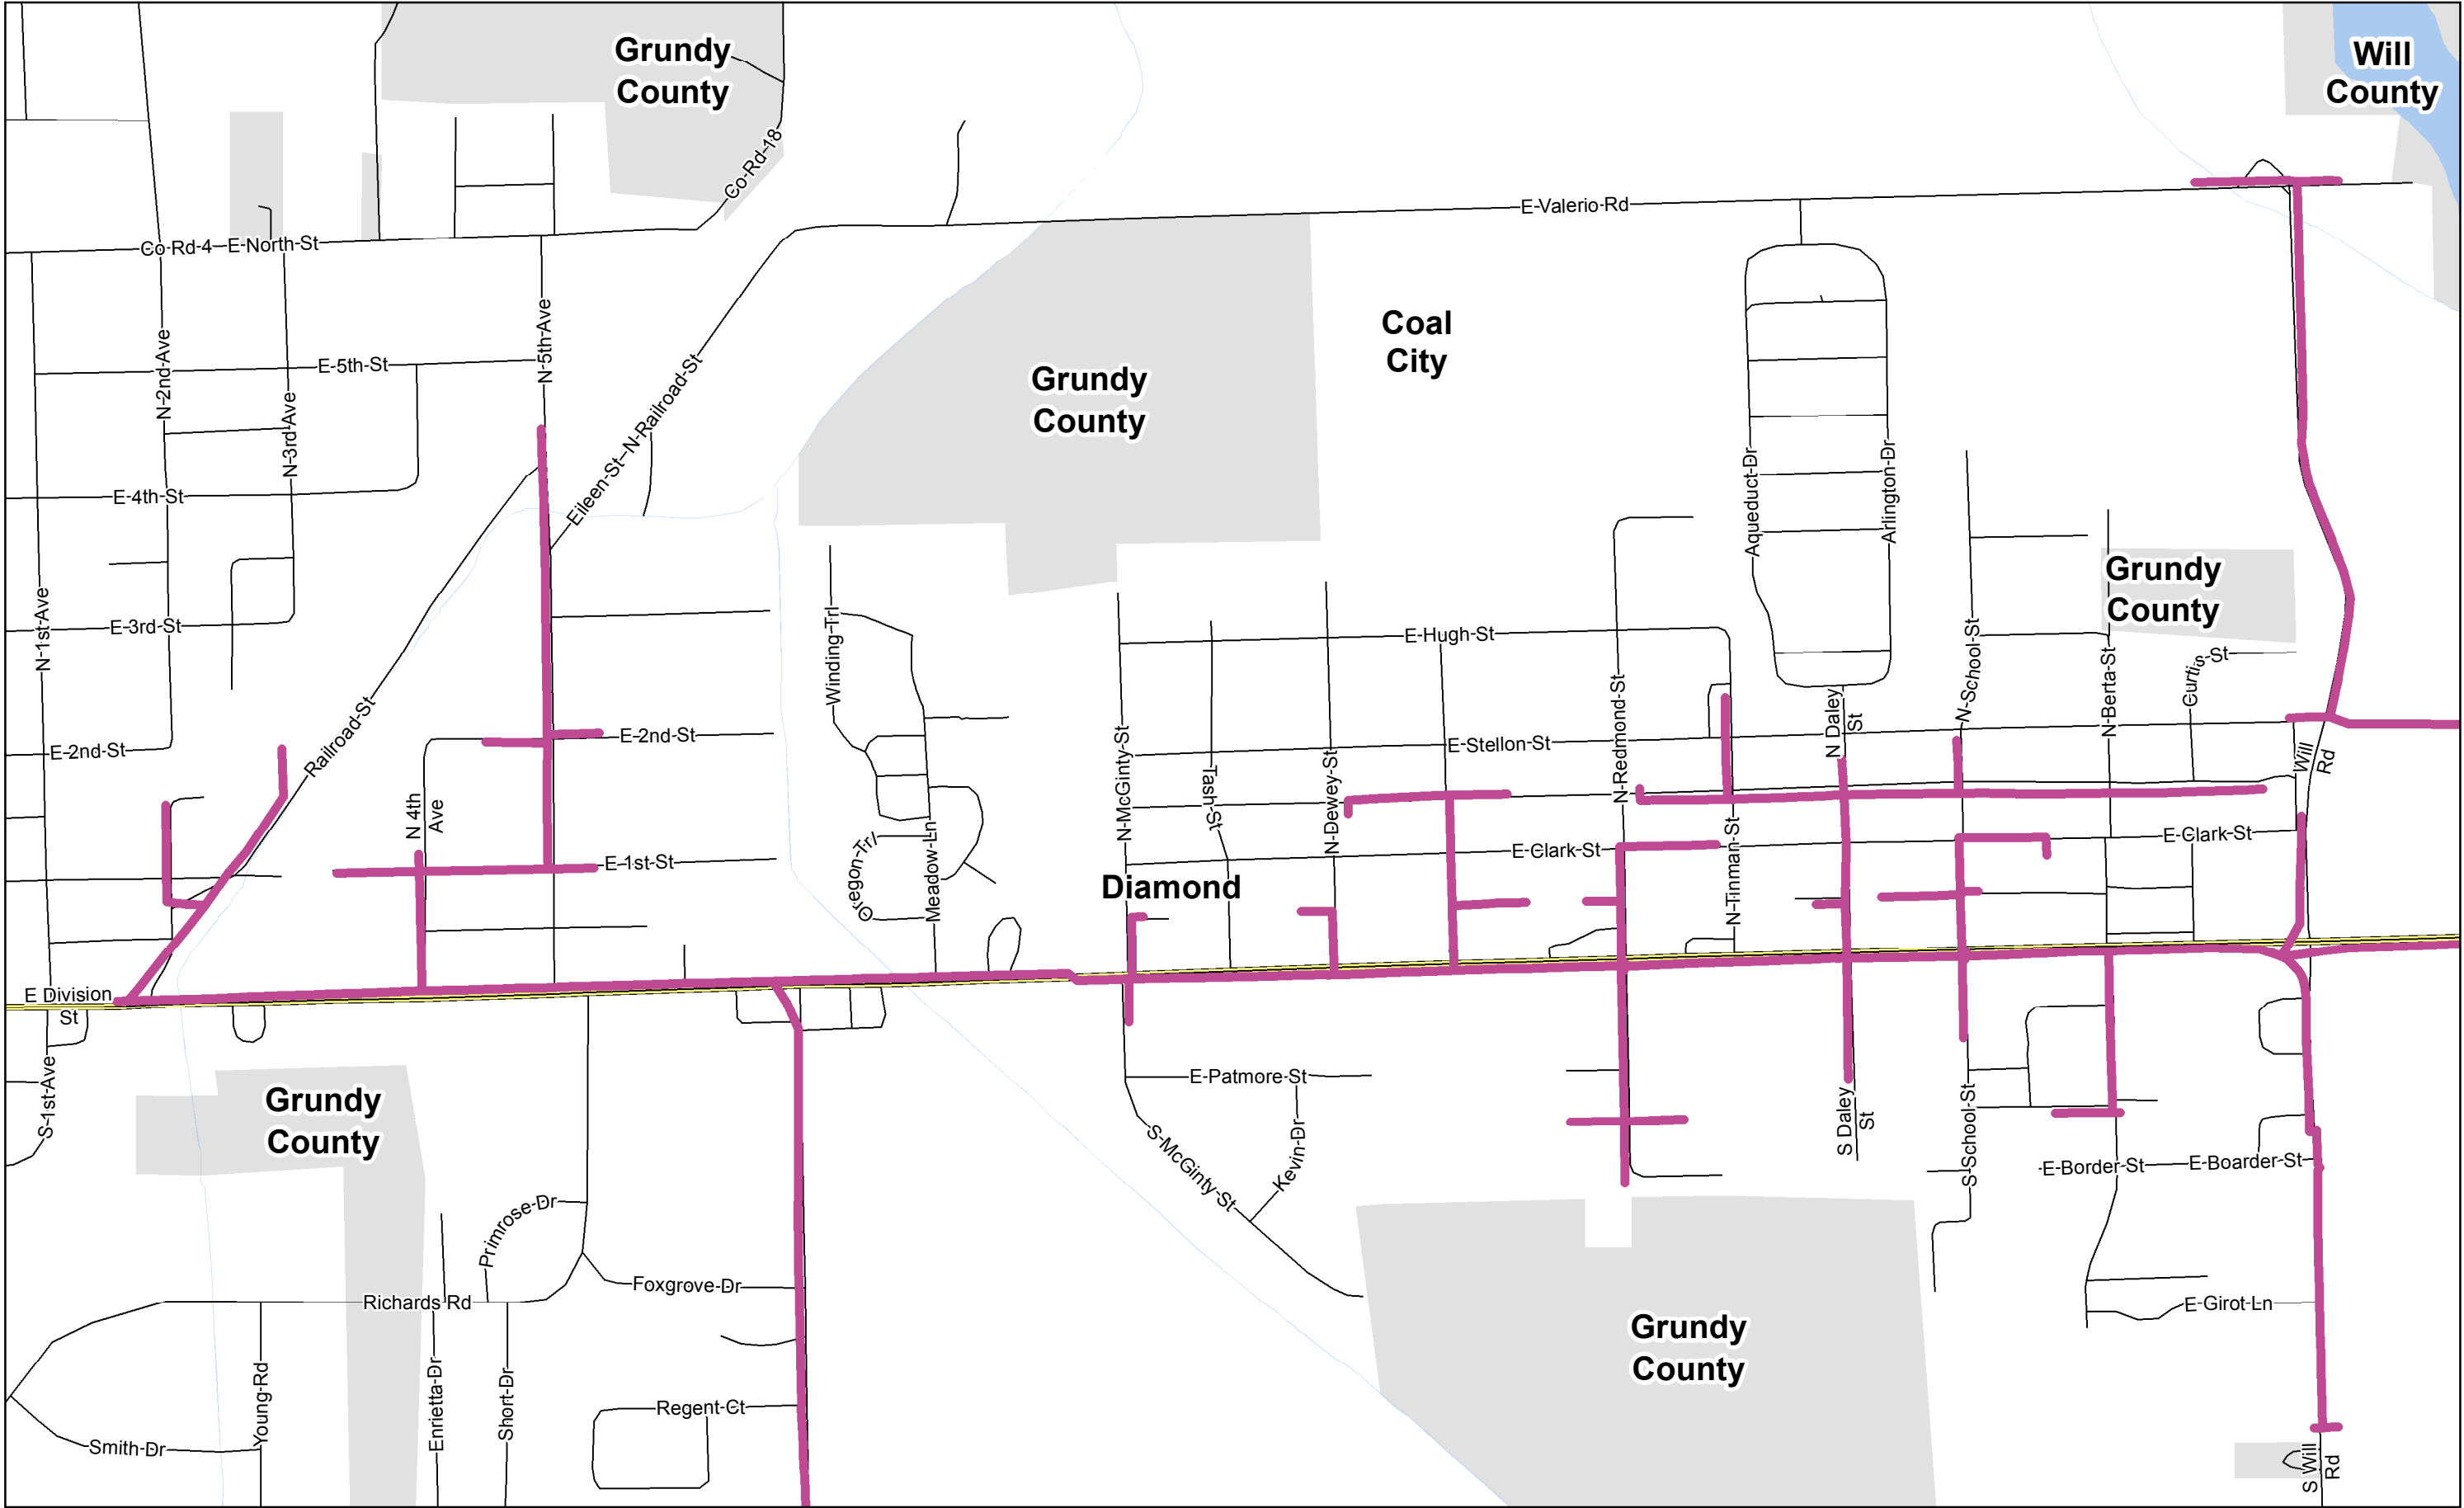 Grundy
County
Will
County
Co-Rd-18
E-Valerio-Rd
Co-Rd-4
E-North-St
N-5th-Ave
N-2nd-Ave
E-5th-St
N-3rd-Ave
Eileen-St
N-Railroad-St
Coal
City
Grundy
County
E-4th-St
Aqueduct-Dr
Arlington-Dr
Grundy
County
N-1st-Ave
E-3rd-St
Winding-Trl
E-Hugh-St
N-School-St
N-Berta-St
Curtis-St
Railroad-St
E-2nd-St
E-2nd-St
N-McGinty-St
Tash-St
N-Dewey-St
E-Stellon-St
N-Redmond-St
N Daley
St
Will
Rd
N 4th
Ave
Oregon-Trl
Meadow-Ln
E-1st-St
E-Clark-St
N-Tinman-St
E-Clark-St
Diamond
E Division
St
S-1st-Ave
Grundy
County
E-Patmore-St
S-McGinty-St
Kevin-Dr
S Daley
St
S-School-St
E-Border-St
E-Boarder-St
Primrose-Dr
Foxgrove-Dr
Richards Rd
E-Girot-Ln
Grundy
County
Young-Rd
Enrietta-Dr
Short-Dr
Regent-Ct
Smith-Dr
S Will
Rd